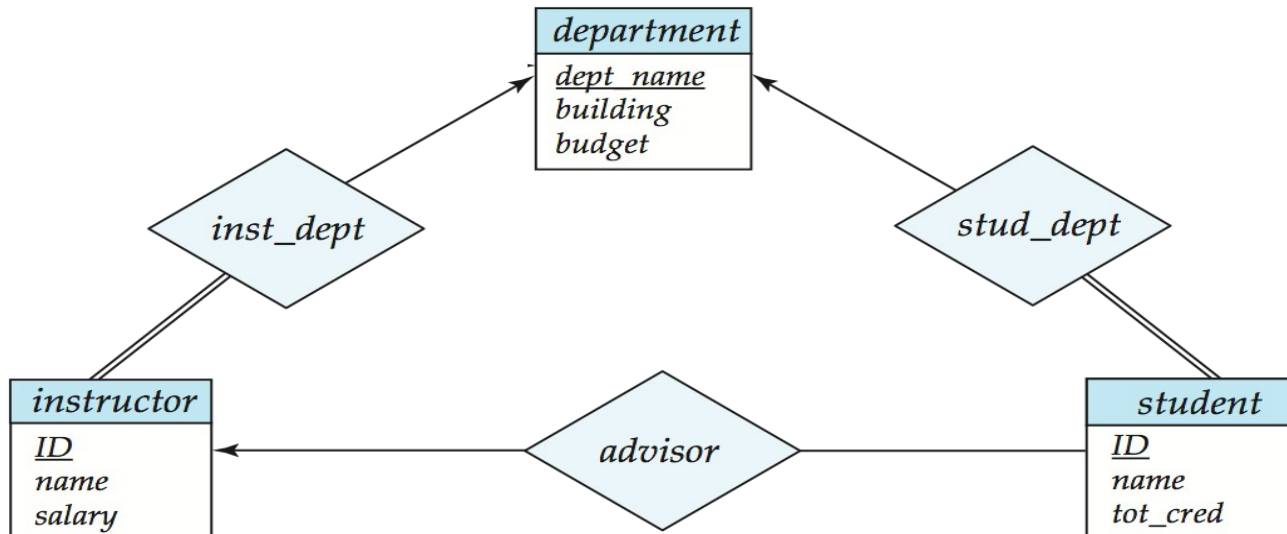 department
dept_name
building
budget
inst_dept
stud_dept
instructor
ID
name
salary
advisor
student
ID
name
tot_cred